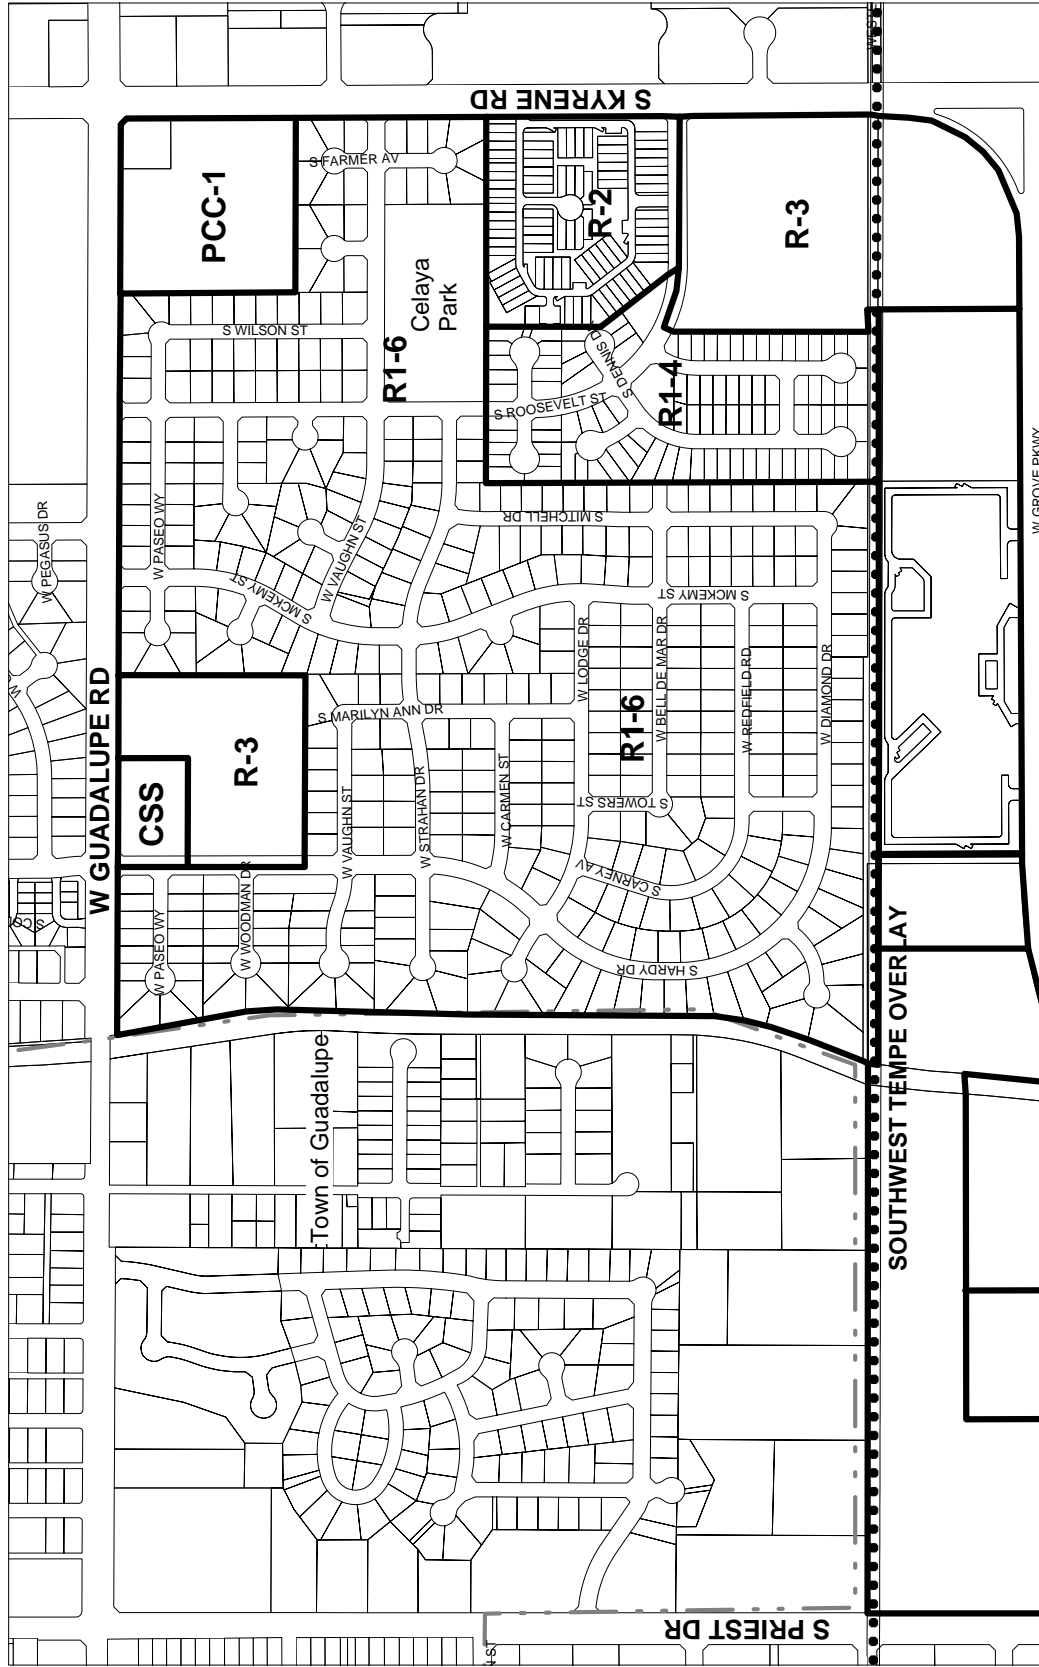 S KYRENE RD
PCC-1
S FARMER AV
R-2
R-3
Celaya
Park
S WILSON ST
R1-6
S DENNIS D
R1-4
S ROOSEVELT ST
W GROVE PKWY
W PEGASUS DR
W PASEO WY
W VAUGHN ST
S MITCHELL DR
S MCKEMY ST
S MCKEMY ST
W LODGE DR
W BELL DE MAR DR
W REDFIELD RD
W DIAMOND DR
R1-6
S MARILYN ANN DR
W GUADALUPE RD
R-3
CSS
W VAUGHN ST
W STRAHAN DR
W CARMEN ST
S TOWERS ST
S CARNEY AV
W PASEO WY
W WOODMAN DR
S HARDY DR
SOUTHWEST TEMPE OVERLAY
Town of Guadalupe
S PRIEST DR